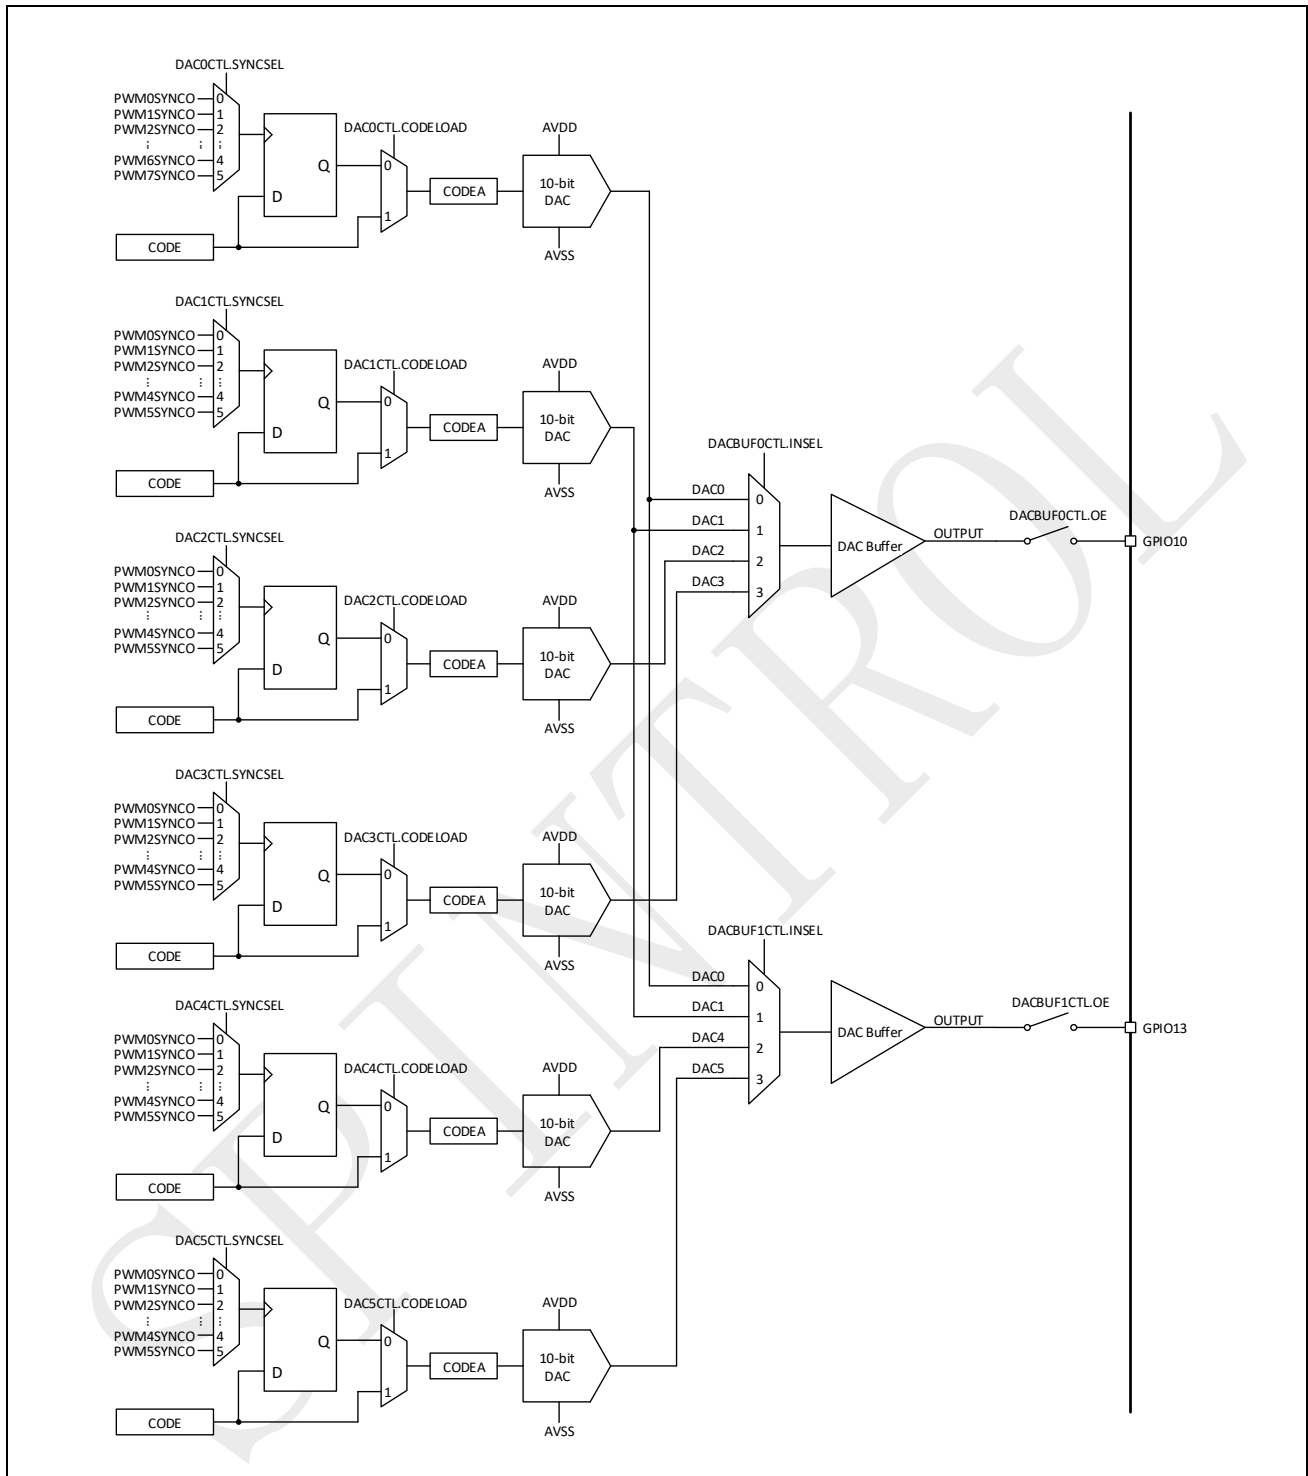 DAC0CTL.SYNCSEL
PWM0SYNCO 0
PWM1SYNCO 1
PWM2SYNCO 2
PWM6SYNCO 4
PWM7SYNCO 5
DAC0CTL.CODELOAD
Q
D
0
1
CODE
CODEA
AVDD
10-bit
DAC
AVSS
DAC1CTL.SYNCSEL
PWM0SYNCO 0
PWM1SYNCO 1
PWM2SYNCO 2
PWM4SYNCO 4
PWM5SYNCO 5
DAC1CTL.CODELOAD
Q
D
0
1
CODE
CODEA
AVDD
10-bit
DAC
AVSS
DAC2CTL.SYNCSEL
PWM0SYNCO 0
PWM1SYNCO 1
PWM2SYNCO 2
PWM4SYNCO 4
PWM5SYNCO 5
DAC2CTL.CODELOAD
Q
D
0
1
CODE
CODEA
AVDD
10-bit
DAC
AVSS
DAC3CTL.SYNCSEL
PWM0SYNCO 0
PWM1SYNCO 1
PWM2SYNCO 2
PWM4SYNCO 4
PWM5SYNCO 5
DAC3CTL.CODELOAD
Q
D
0
1
CODE
CODEA
AVDD
10-bit
DAC
AVSS
DAC4CTL.SYNCSEL
PWM0SYNCO 0
PWM1SYNCO 1
PWM2SYNCO 2
PWM4SYNCO 4
PWM5SYNCO 5
DAC4CTL.CODELOAD
Q
D
0
1
CODE
CODEA
AVDD
10-bit
DAC
AVSS
DAC5CTL.SYNCSEL
PWM0SYNCO 0
PWM1SYNCO 1
PWM2SYNCO 2
PWM4SYNCO 4
PWM5SYNCO 5
DAC5CTL.CODELOAD
Q
D
0
1
CODE
CODEA
AVDD
10-bit
DAC
AVSS
DACBUF0CTL.INSEL
DAC0 0
DAC1 1
DAC2 2
DAC3 3
DAC Buffer
OUTPUT
DACBUF0CTL.OE
GPIO10
DACBUF1CTL.INSEL
DAC0 0
DAC1 1
DAC4 2
DAC5 3
DAC Buffer
OUTPUT
DACBUF1CTL.OE
GPIO13
SPINTROL